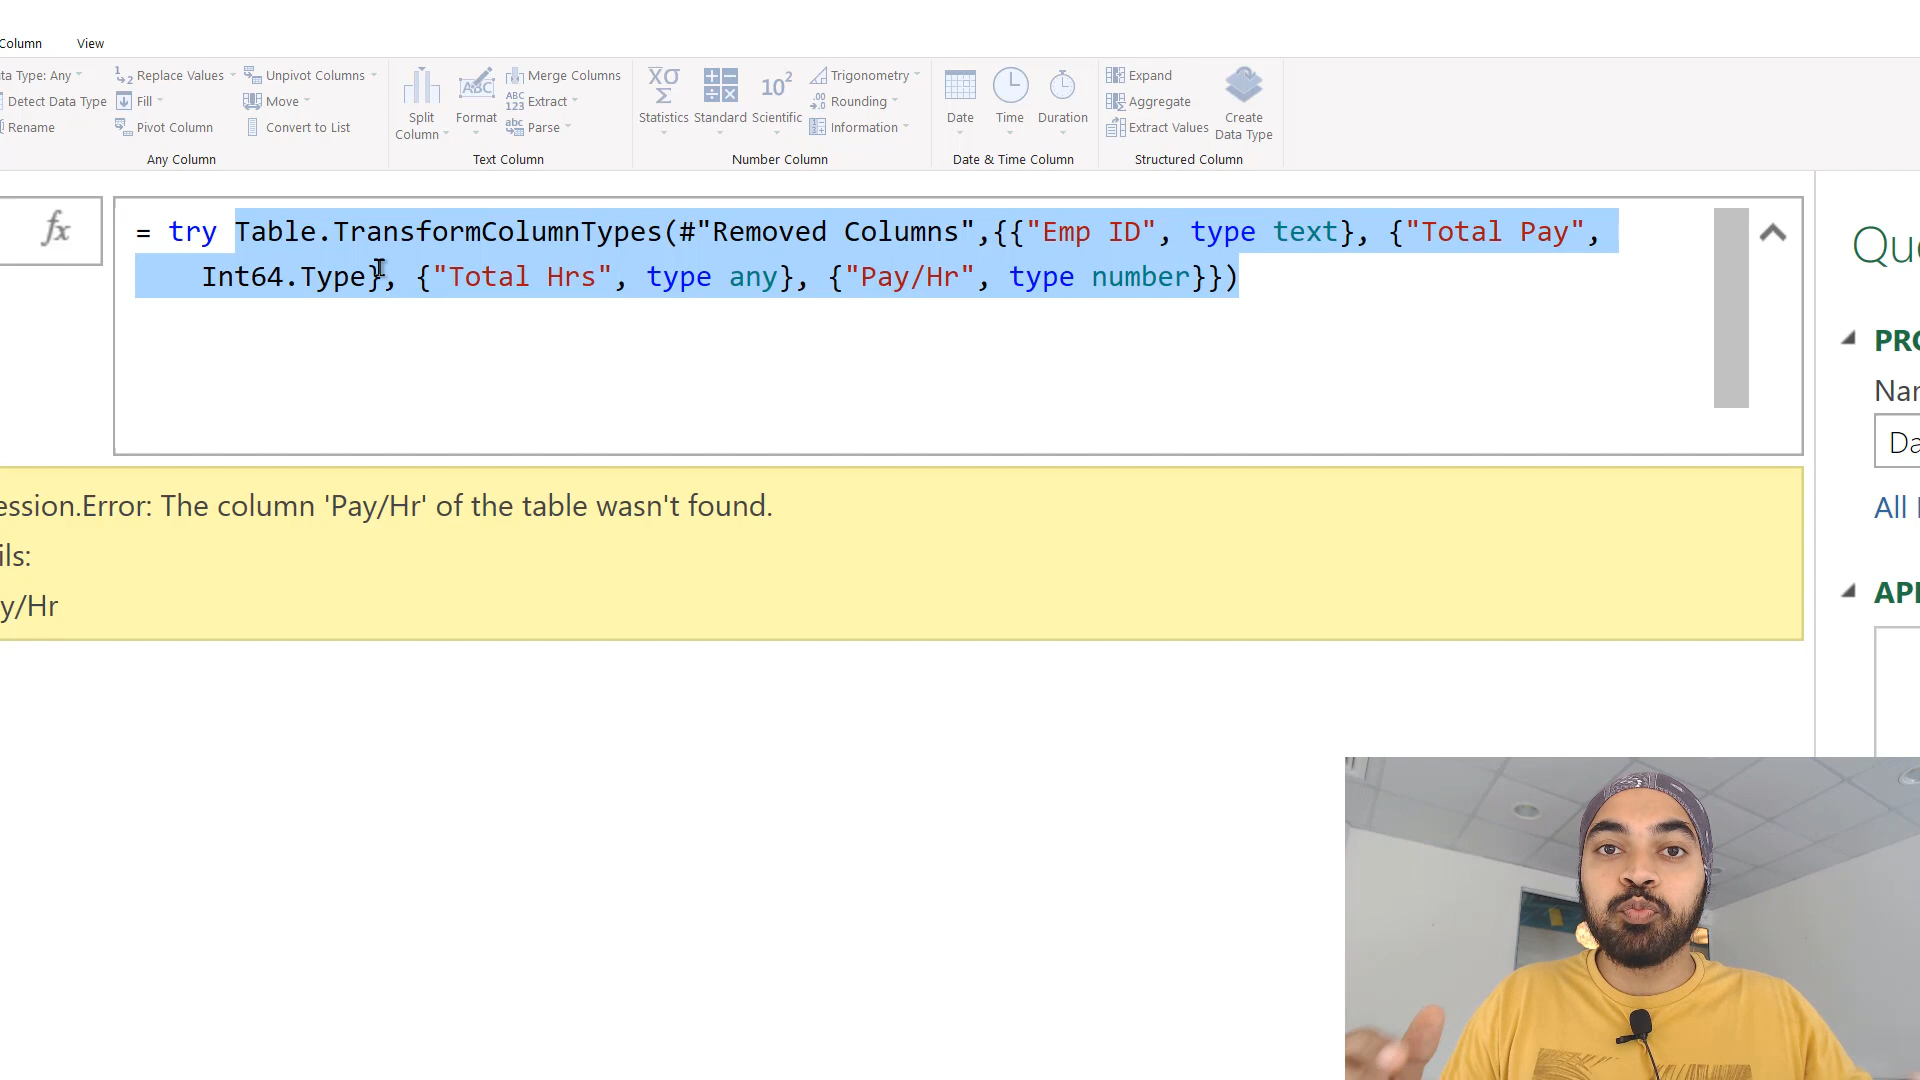 Column View
ta Type: Any Replace Values Unpivot Columns Merge Columns Trigonometry Expand
Detect Data Type Fill Move Extract Rounding Aggregate
Rename Pivot Column Convert to List Split Column Format Parse Statistics Standard Scientific Information Date Time Duration Extract Values Create Data Type
Any Column Text Column Number Column Date & Time Column Structured Column
fx = try Table.TransformColumnTypes(#"Removed Columns",{{"Emp ID", type text}, {"Total Pay",
Int64.Type}, {"Total Hrs", type any}, {"Pay/Hr", type number}})
Que
PRO
Nar
Da
All
APP
ession.Error: The column 'Pay/Hr' of the table wasn't found.
ils:
y/Hr